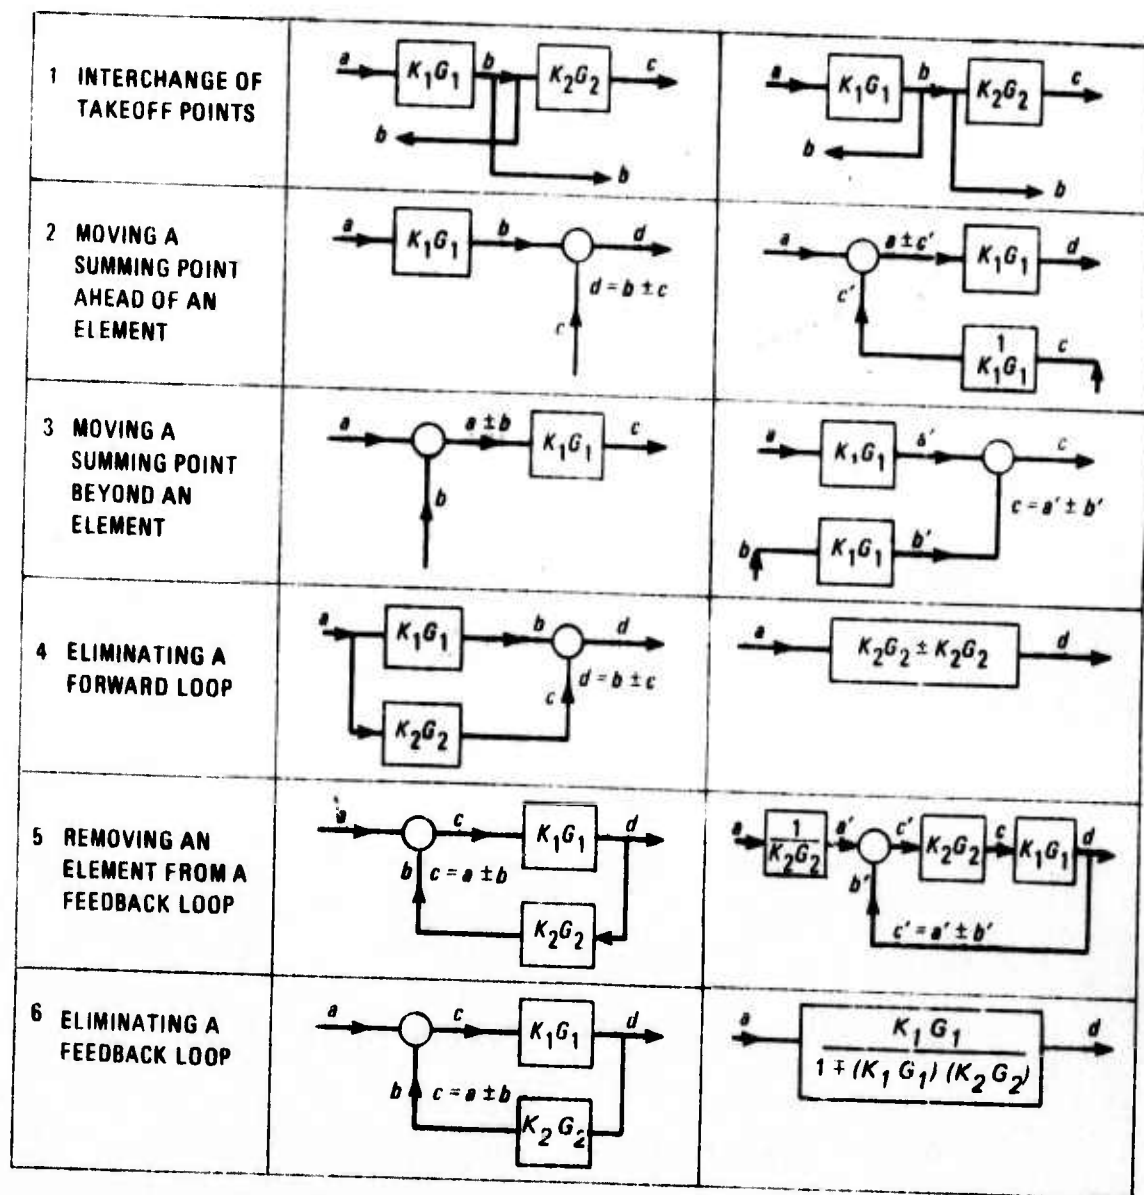 1 INTERCHANGE OF
TAKEOFF POINTS
a K₁G₁ b K₂G₂ c
b
b
a K₁G₁ b K₂G₂ c
b
b
2 MOVING A
SUMMING POINT
AHEAD OF AN
ELEMENT
a K₁G₁ b d
d = b ± c
c
a a ± c' K₁G₁ d
c'
1
K₁G₁
c
3 MOVING A
SUMMING POINT
BEYOND AN
ELEMENT
a a ± b K₁G₁ c
b
a K₁G₁ a' c
c = a' ± b'
b K₁G₁ b'
4 ELIMINATING A
FORWARD LOOP
a K₁G₁ b d
c d = b ± c
K₂G₂
a K₂G₂ ± K₂G₂ d
5 REMOVING AN
ELEMENT FROM A
FEEDBACK LOOP
a c K₁G₁ d
b c = a ± b
K₂G₂
a 1 a' c' K₂G₂ c K₁G₁ d
K₂G₂
b'
c' = a' ± b'
6 ELIMINATING A
FEEDBACK LOOP
a c K₁G₁ d
b c = a ± b
K₂ G₂
a K₁ G₁ d
1 ∓ (K₁ G₁) (K₂ G₂)